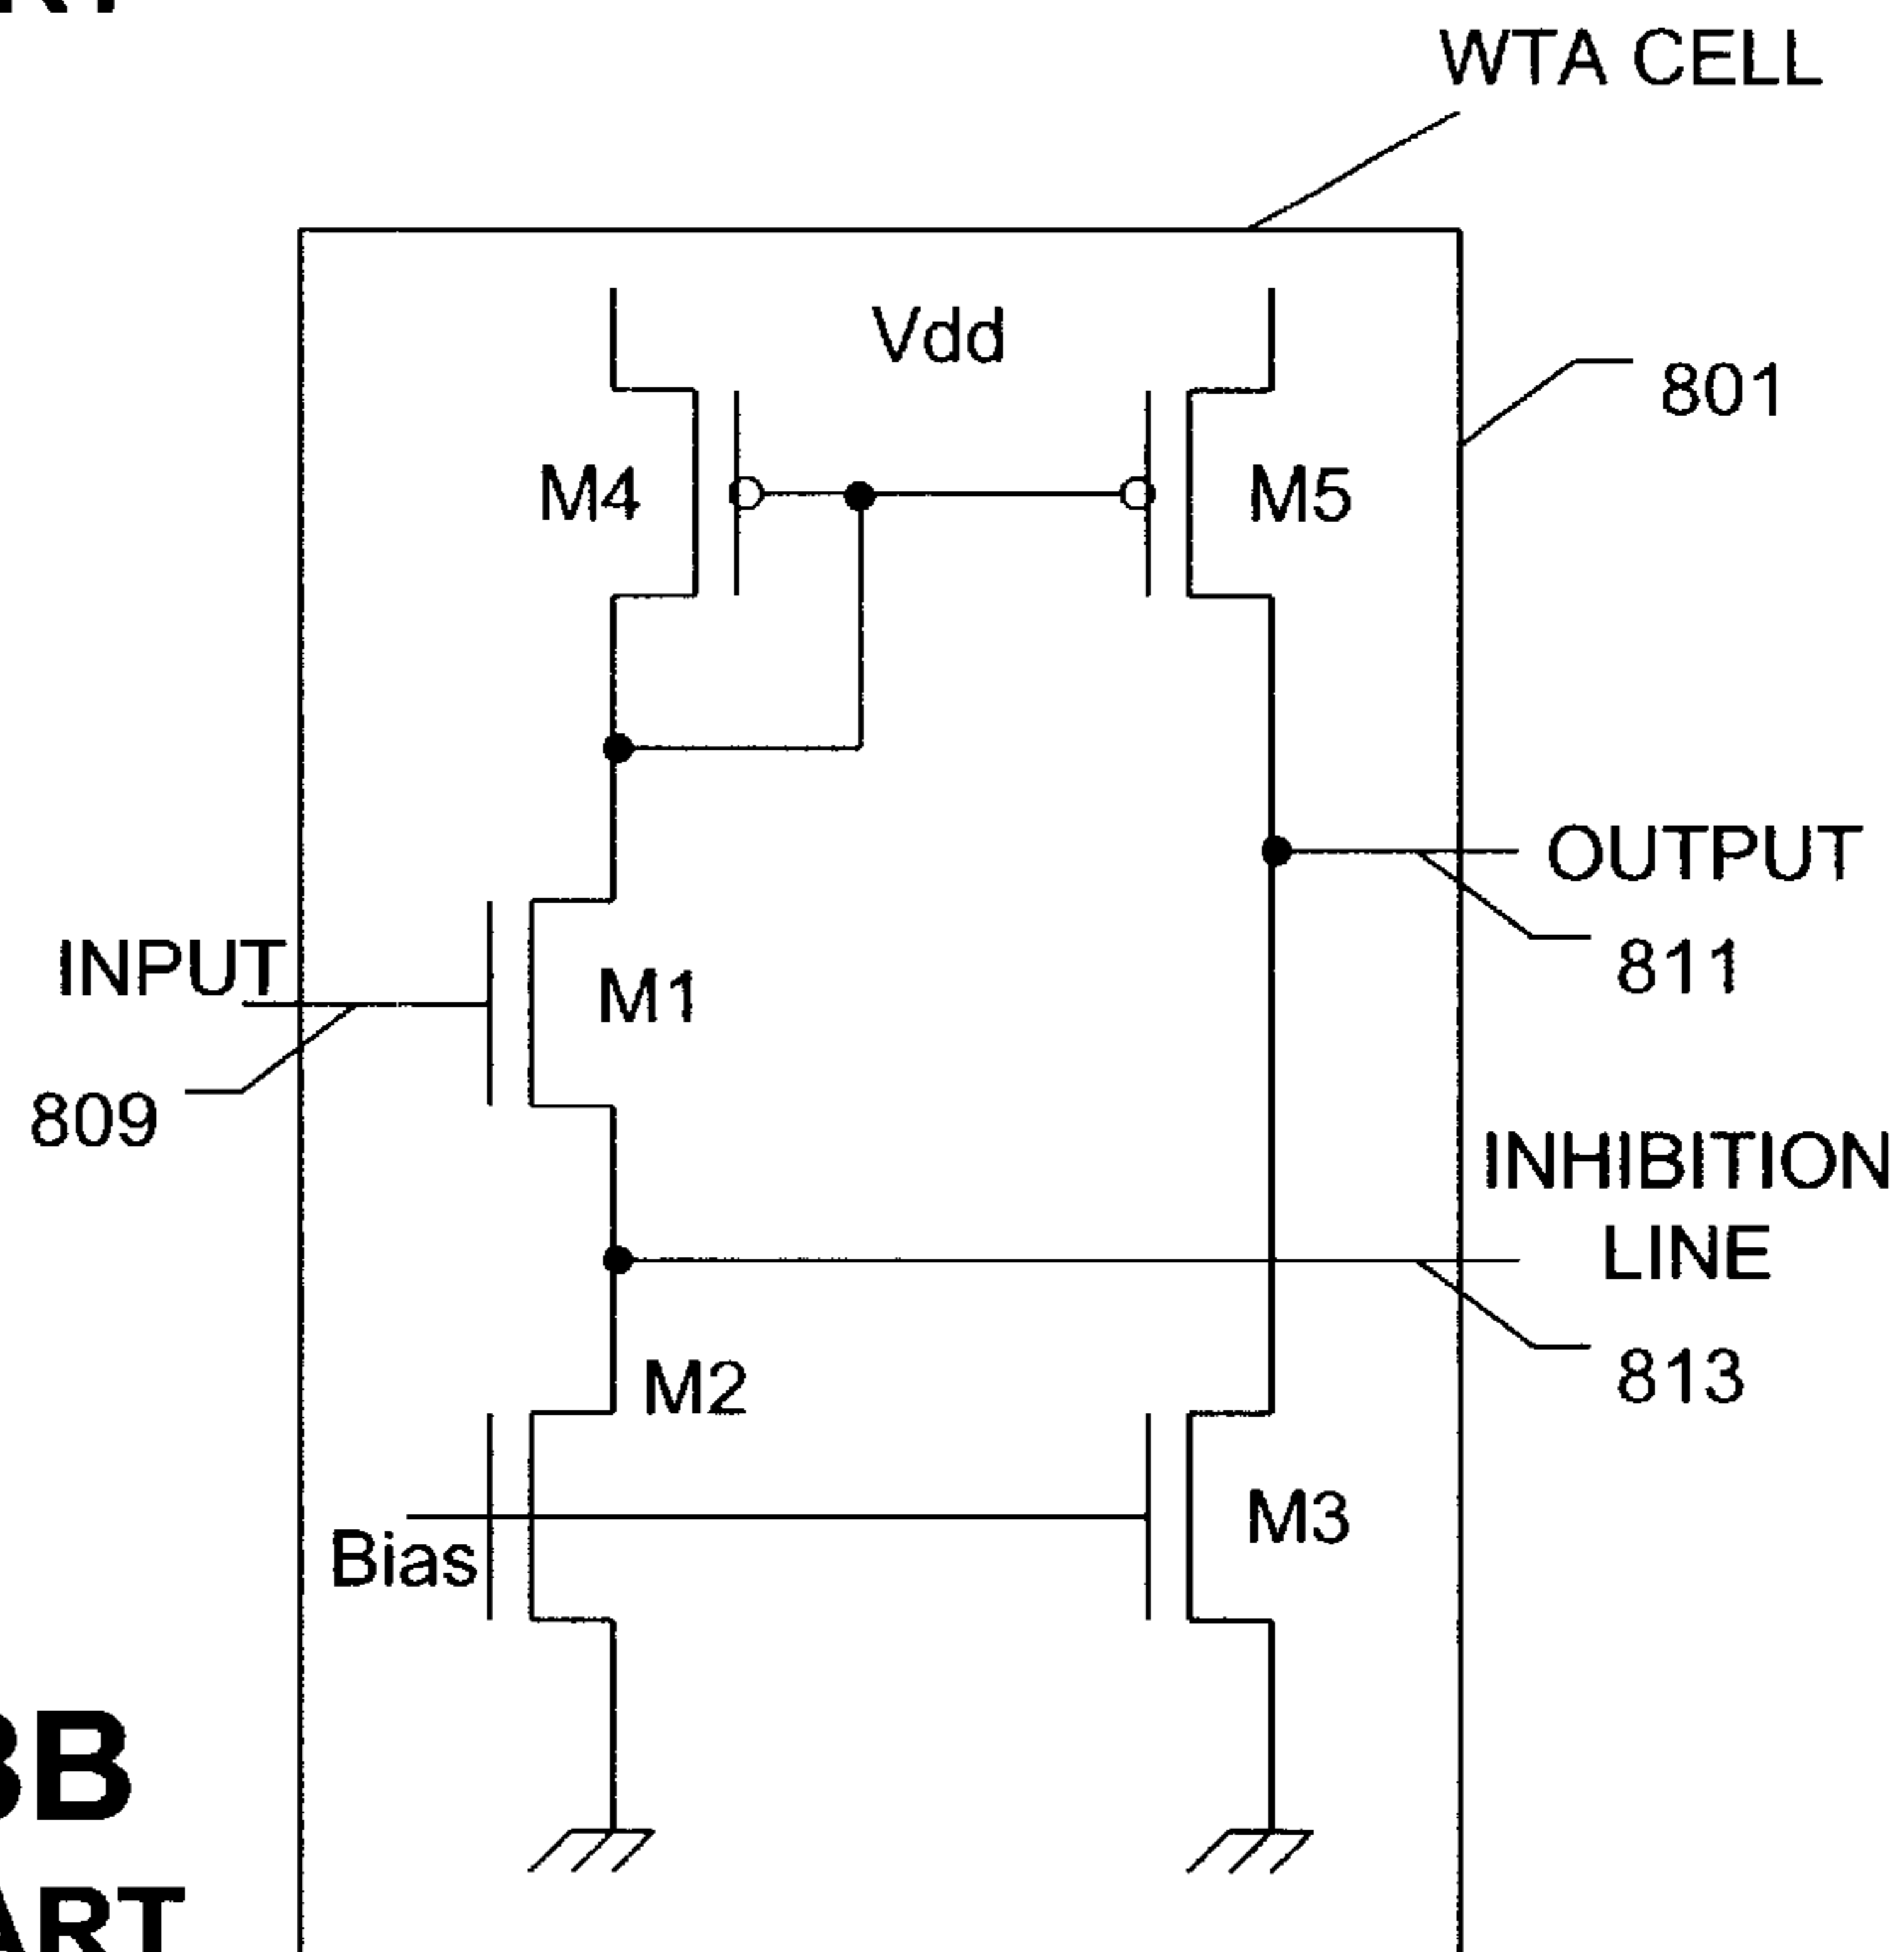 WTA CELL
Vdd
801
M4
M5
OUTPUT
INPUT
M1
811
809
INHIBITION
LINE
M2
813
M3
Bias